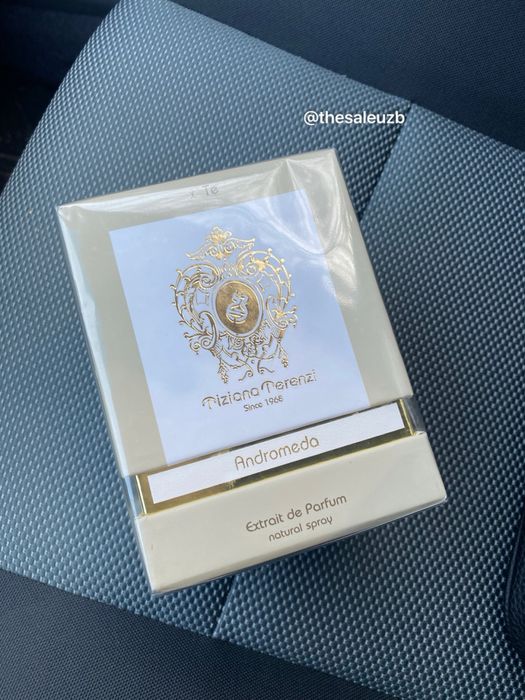 @thesaleuzb
Tiziana Terenzi
Since 1968
Andromeda
Extrait de Parfum
natural spray